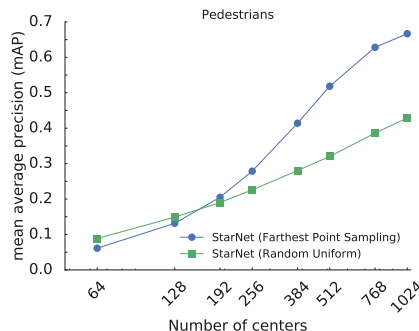 Pedestrians
mean average precision (mAP)
0.7
0.6
0.5
0.4
0.3
0.2
0.1
0.0
StarNet (Farthest Point Sampling)
StarNet (Random Uniform)
64 128 192 256 384 512 768 1024
Number of centers